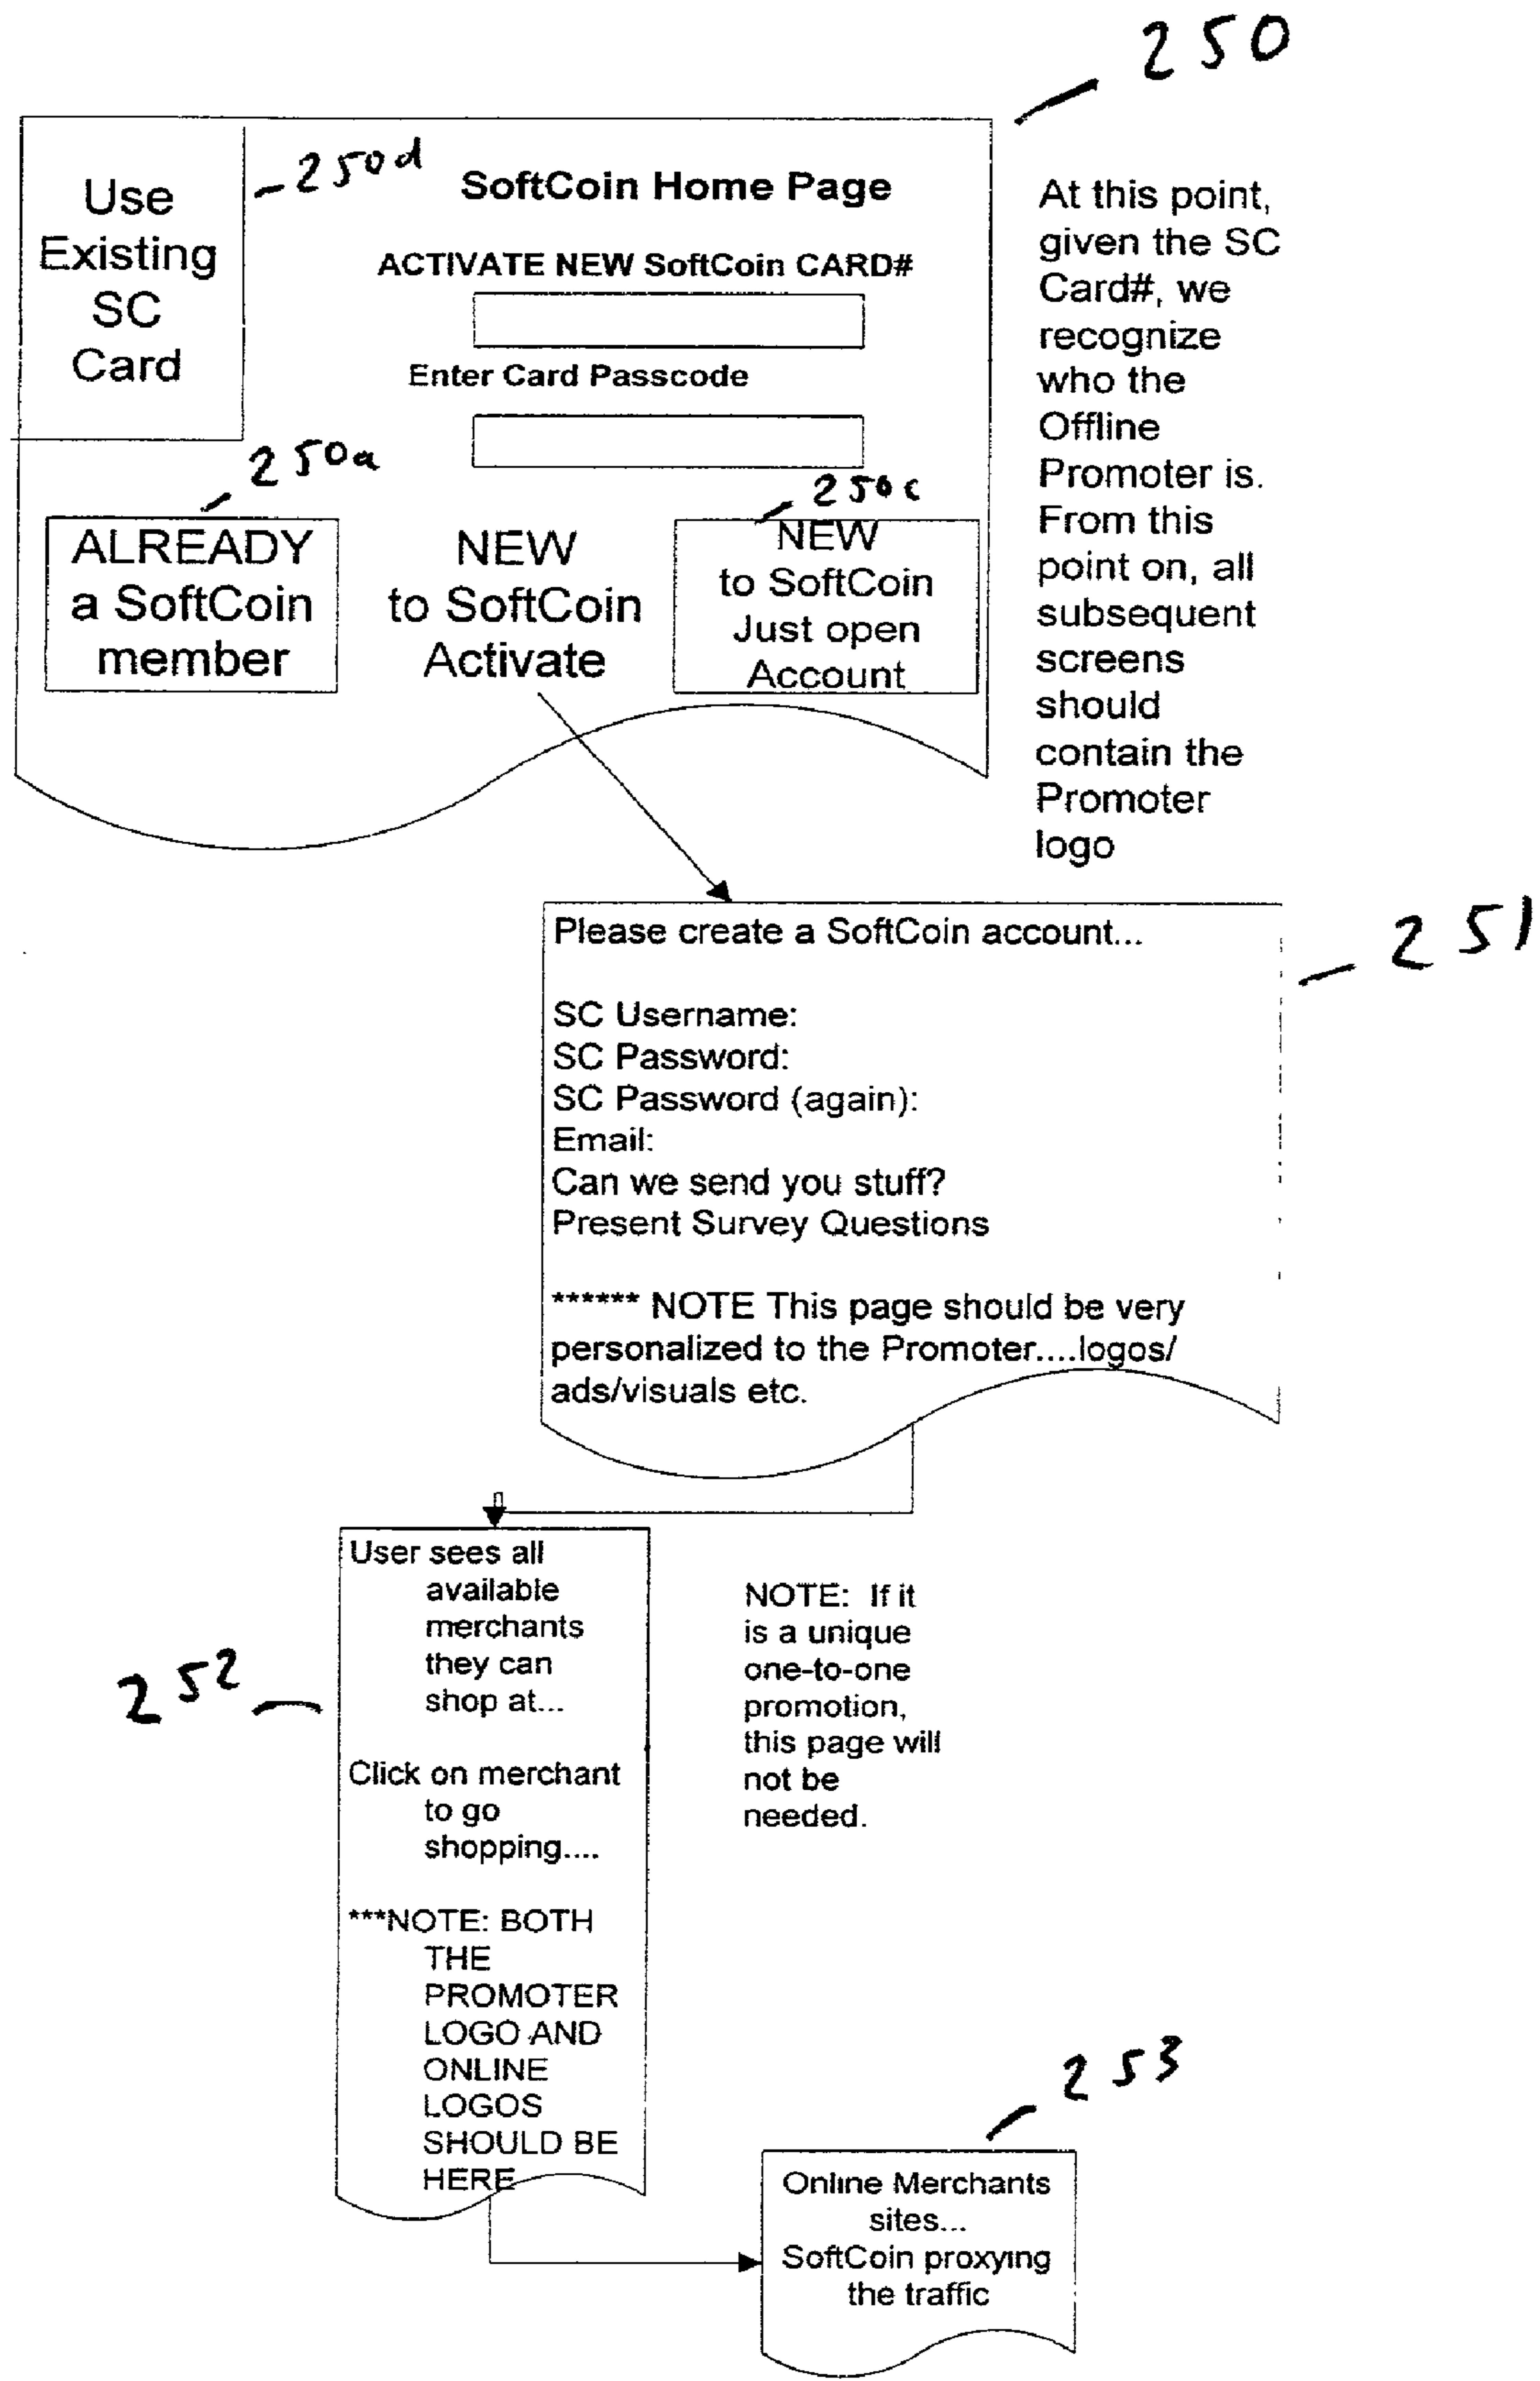 250
250d
Use
Existing
SC
Card
SoftCoin Home Page
ACTIVATE NEW SoftCoin CARD#
Enter Card Passcode
At this point,
given the SC
Card#, we
recognize
who the
Offline
Promoter is.
From this
point on, all
subsequent
screens
should
contain the
Promoter
logo
250a
ALREADY
a SoftCoin
member
NEW
to SoftCoin
Activate
250c
NEW
to SoftCoin
Just open
Account
251
Please create a SoftCoin account...
SC Username:
SC Password:
SC Password (again):
Email:
Can we send you stuff?
Present Survey Questions
****** NOTE This page should be very
personalized to the Promoter....logos/
ads/visuals etc.
252
User sees all
available
merchants
they can
shop at...
Click on merchant
to go
shopping....
***NOTE: BOTH
THE
PROMOTER
LOGO AND
ONLINE
LOGOS
SHOULD BE
HERE
NOTE: If it
is a unique
one-to-one
promotion,
this page will
not be
needed.
253
Online Merchants
sites...
SoftCoin proxying
the traffic